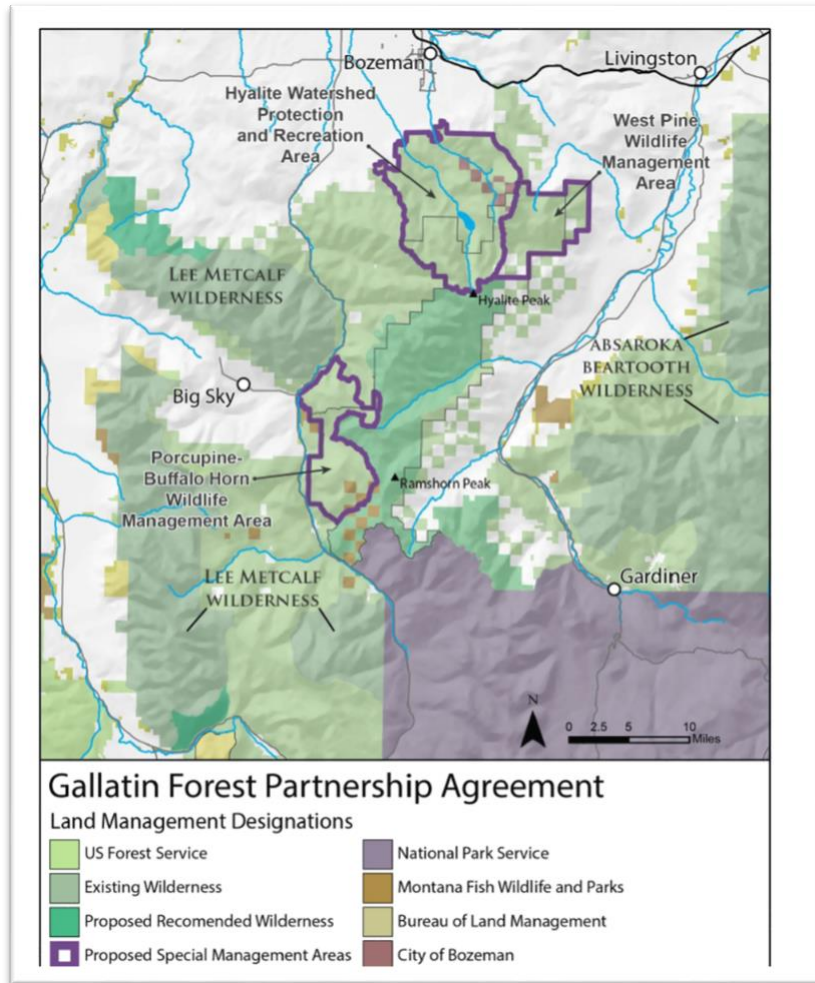 Bozeman
Livingston
Hyalite Watershed
Protection
and Recreation
Area
West Pine
Wildlife
Management
Area
LEE METCALF
WILDERNESS
Hyalite Peak
ABSAROKA
BEARTOOTH
WILDERNESS
Big Sky
Porcupine-
Buffalo Horn
Wildlife
Management Area
Ramshorn Peak
LEE METCALF
WILDERNESS
Gardiner
N
0 2.5 5 10
Miles
Gallatin Forest Partnership Agreement
Land Management Designations
US Forest Service
National Park Service
Existing Wilderness
Montana Fish Wildlife and Parks
Proposed Recomended Wilderness
Bureau of Land Management
Proposed Special Management Areas
City of Bozeman